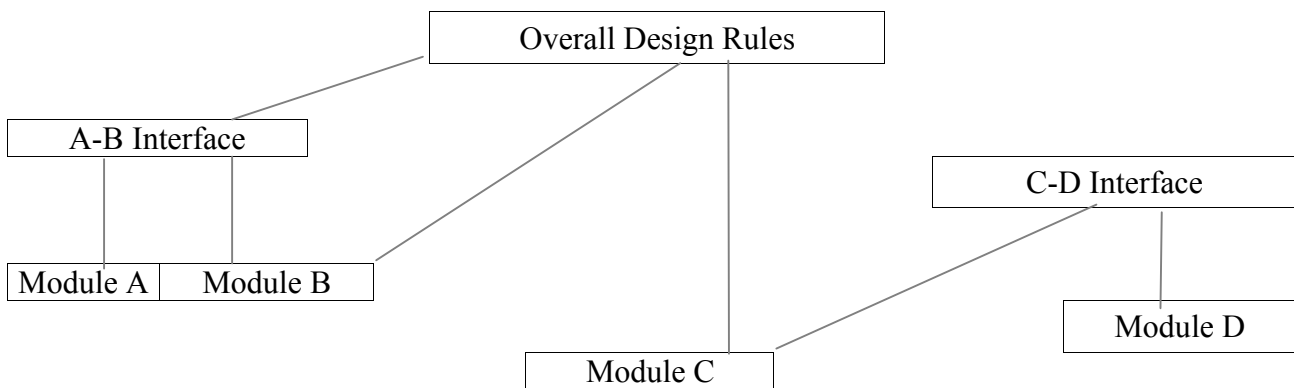 Overall Design Rules
A-B Interface
C-D Interface
Module A
Module B
Module D
Module C